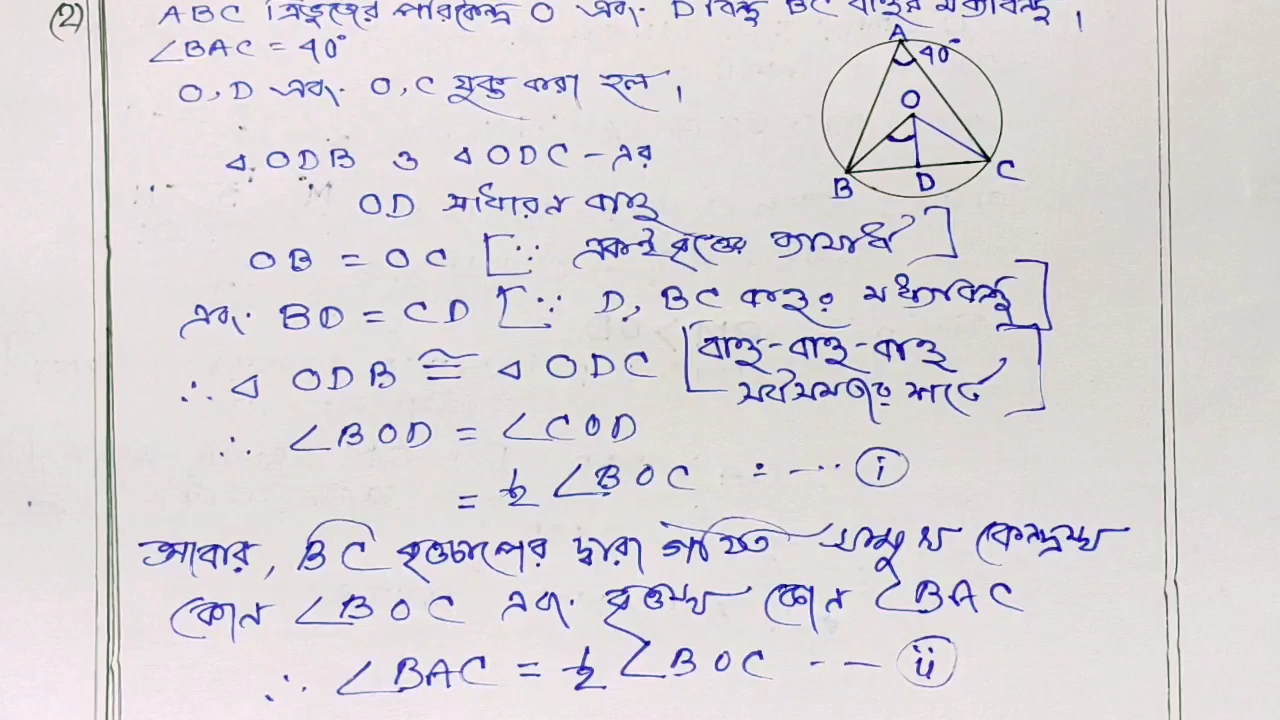 (2) ABC ত্রিভুজের পরিকেন্দ্র O এবং D বিন্দু BC বাহুর মধ্যবিন্দু ।
∠BAC = 40°
O, D এবং O, C যুক্ত করা হল ।
A
40°
O
B
D
C
△ ODB ও △ ODC - এর
OD সাধারন বাহু
OB = OC [∵ একই বৃত্তের ব্যাসার্ধ ]
এবং BD = CD [∵ D, BC বাহুর মধ্যবিন্দু ]
∴ △ ODB ≅ △ ODC [বাহু-বাহু-বাহু
সর্বসমতার শর্তে ]
∴ ∠BOD = ∠COD
= ½ ∠BOC = --- (i)
আবার, BC বৃত্তচাপের দ্বারা গঠিত সম্মুখ কেন্দ্রস্থ
কোন ∠BOC এবং বৃত্তস্থ কোন ∠BAC
∴ ∠BAC = ½ ∠BOC -- — (ii)